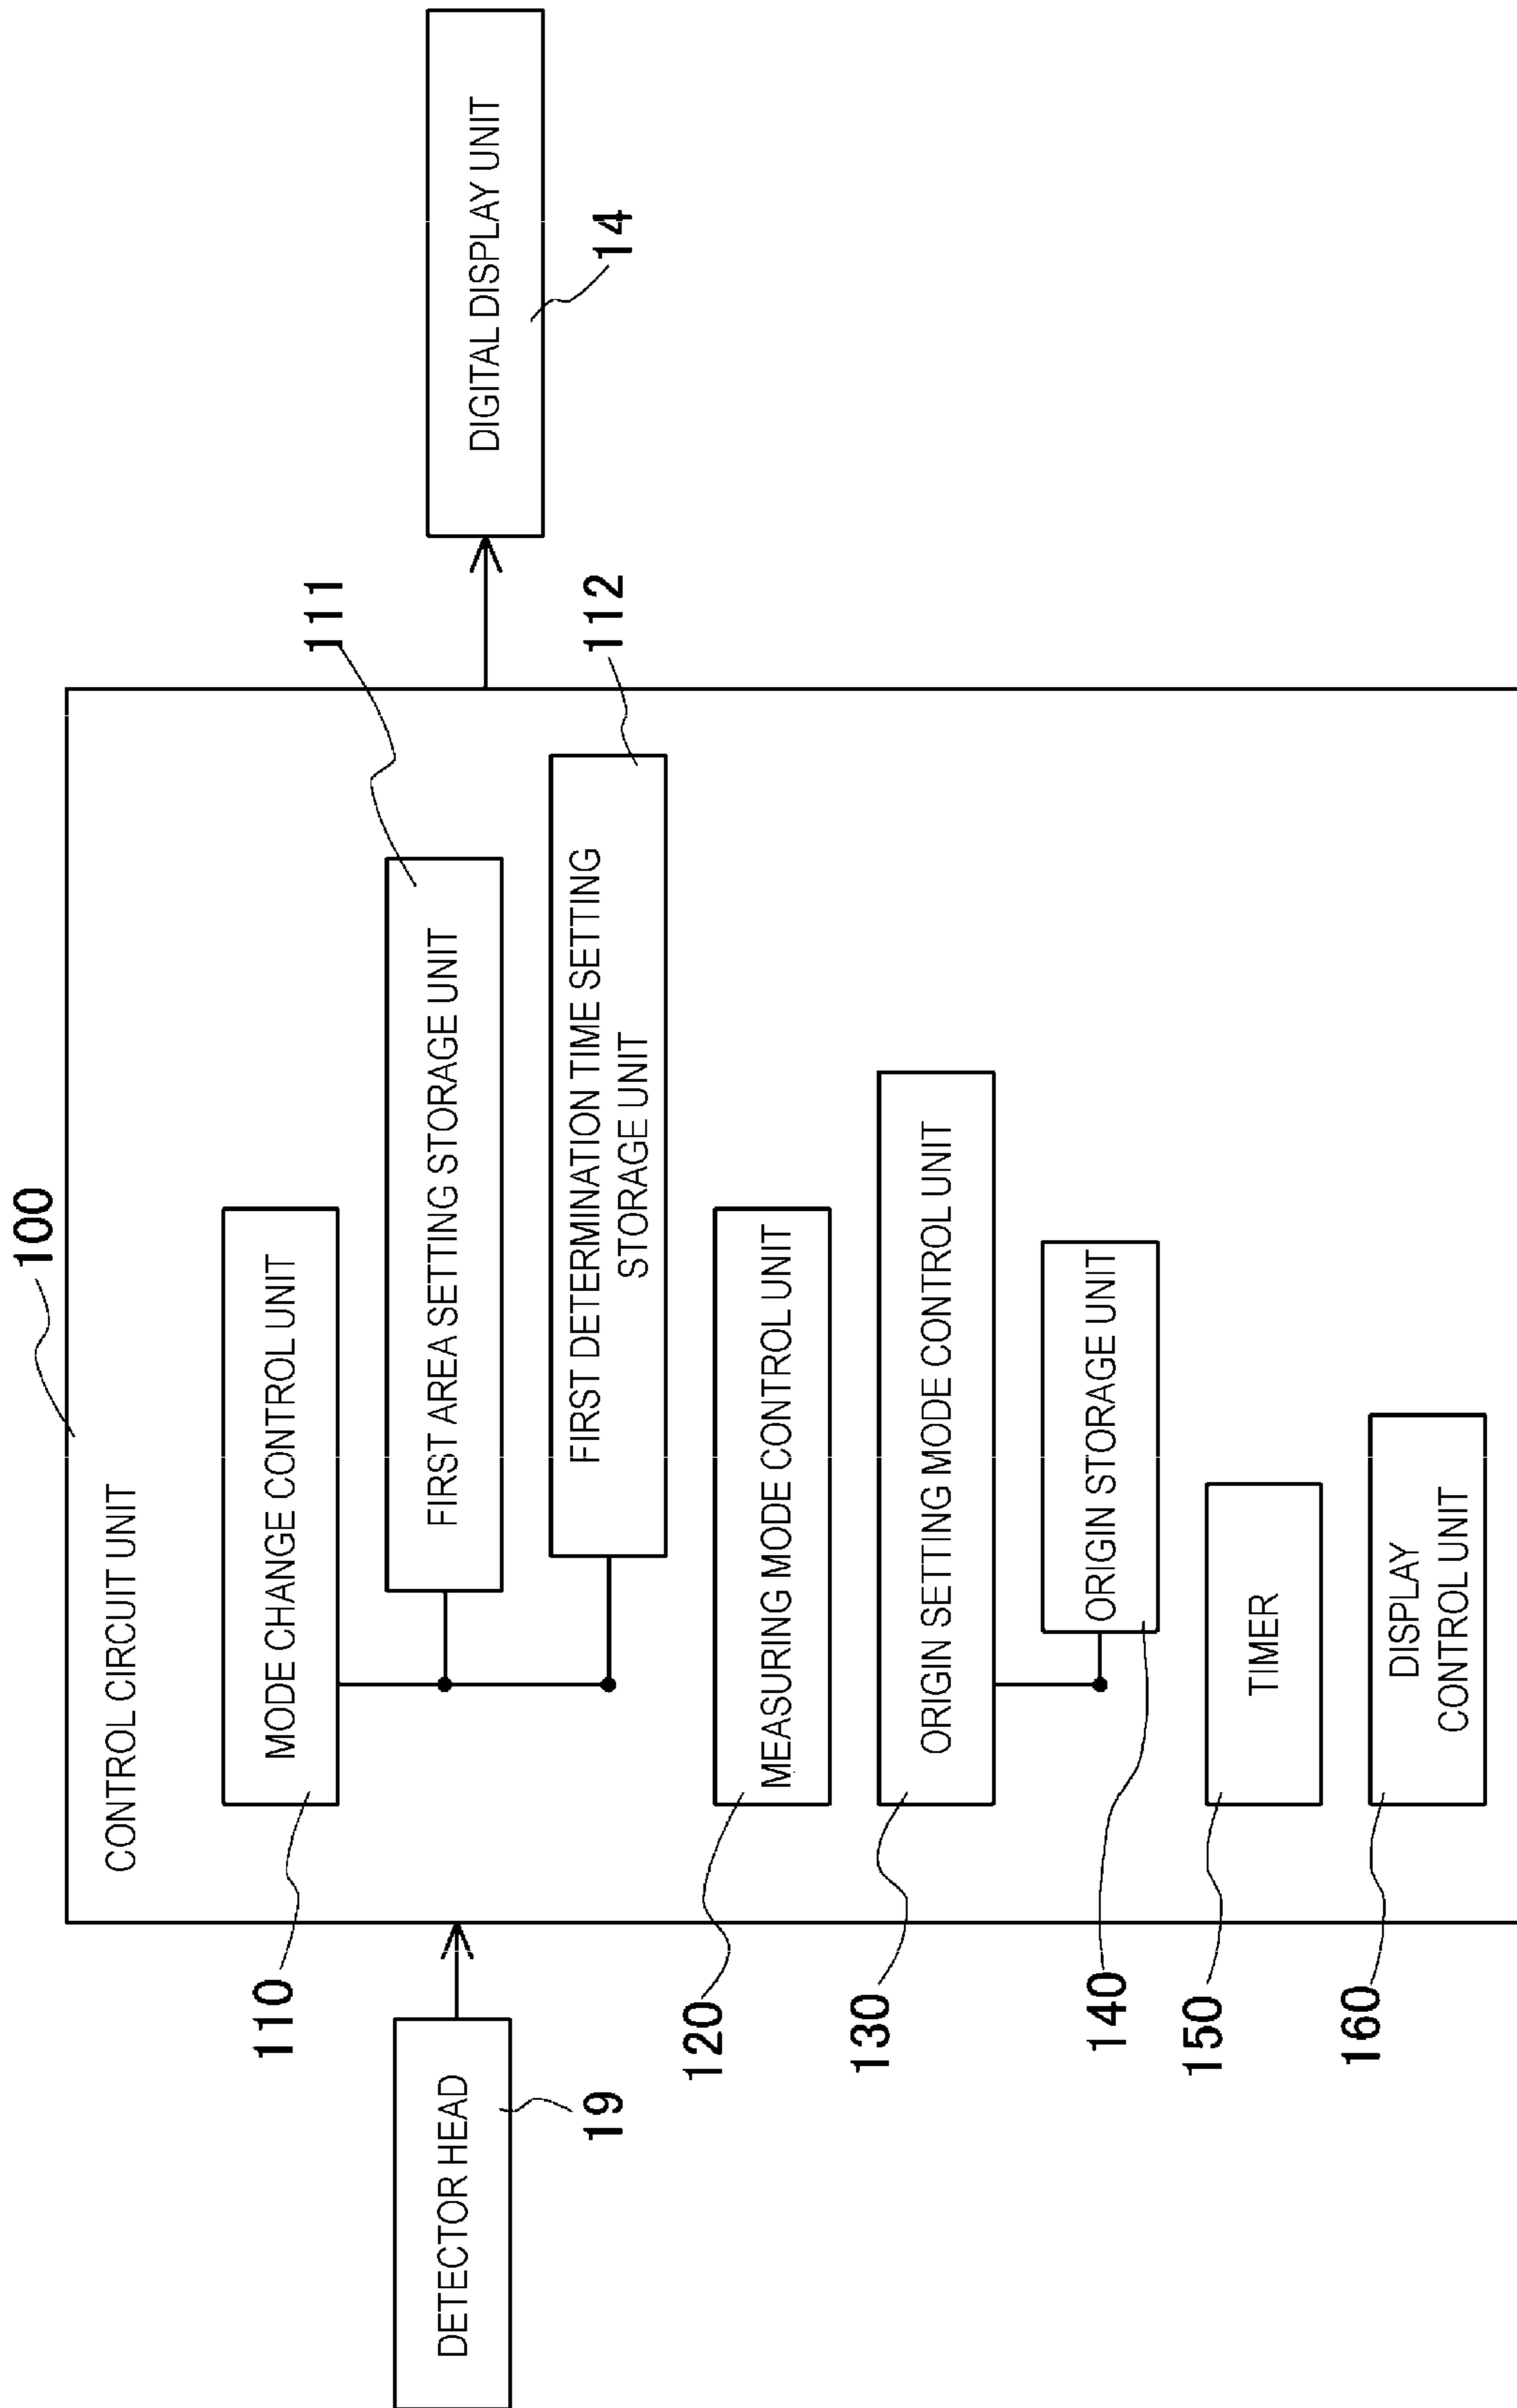 100
CONTROL CIRCUIT UNIT
DETECTOR HEAD
19
110
MODE CHANGE CONTROL UNIT
111
FIRST AREA SETTING STORAGE UNIT
112
FIRST DETERMINATION TIME SETTING
STORAGE UNIT
120
MEASURING MODE CONTROL UNIT
130
ORIGIN SETTING MODE CONTROL UNIT
140
ORIGIN STORAGE UNIT
150
TIMER
160
DISPLAY
CONTROL UNIT
DIGITAL DISPLAY UNIT
14